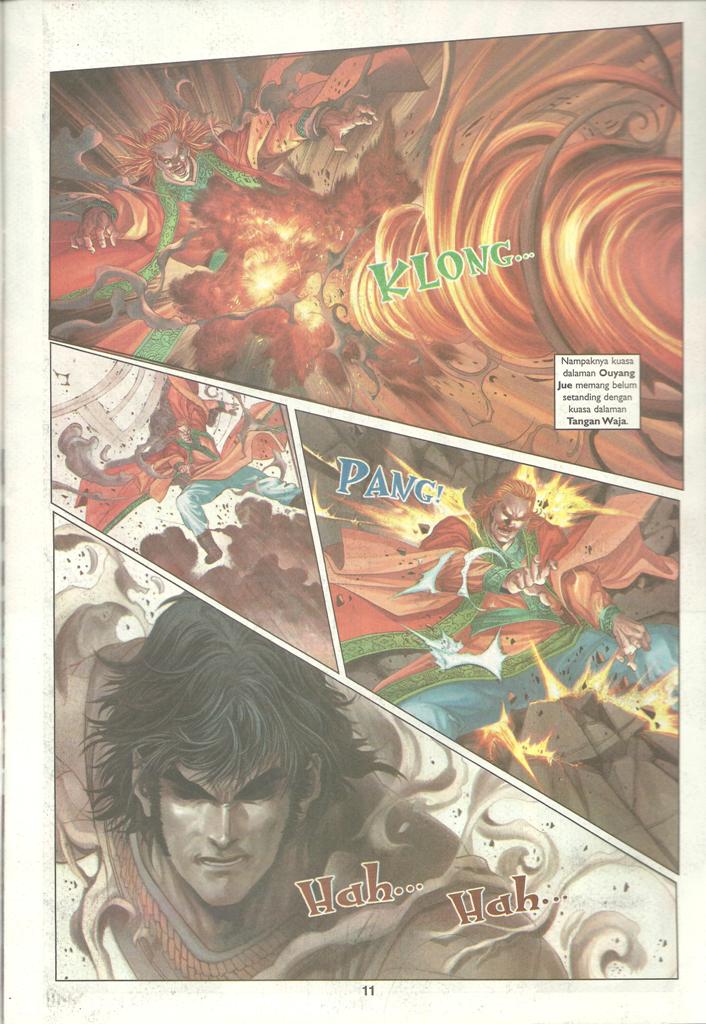 KLONG...
Nampaknya kuasa
dalaman Ouyang
Jue memang belum
setanding dengan
kuasa dalaman
Tangan Waja.
PANG!
Hah... Hah...
11